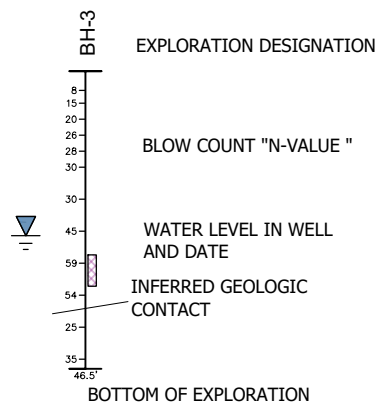 BH-3
EXPLORATION DESIGNATION
8
15
20
26
BLOW COUNT "N-VALUE "
28
30
30
45
WATER LEVEL IN WELL
AND DATE
59
54
INFERRED GEOLOGIC
CONTACT
25
35
46.5'
BOTTOM OF EXPLORATION